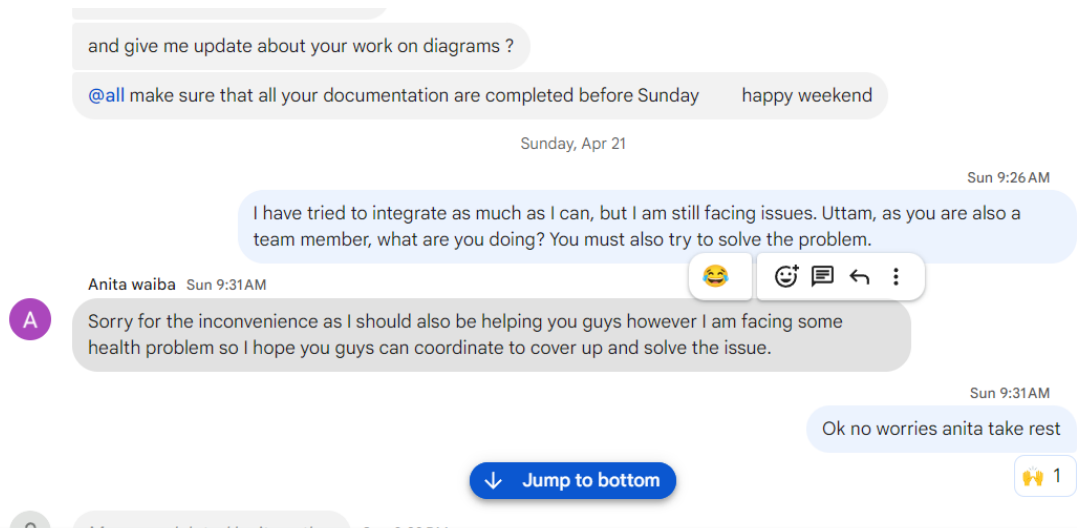 and give me update about your work on diagrams ?
@all make sure that all your documentation are completed before Sunday happy weekend
Sunday, Apr 21
Sun 9:26 AM
I have tried to integrate as much as I can, but I am still facing issues. Uttam, as you are also a
team member, what are you doing? You must also try to solve the problem.
Anita waiba Sun 9:31 AM
A
Sorry for the inconvenience as I should also be helping you guys however I am facing some
health problem so I hope you guys can coordinate to cover up and solve the issue.
Sun 9:31 AM
Ok no worries anita take rest
1
Jump to bottom